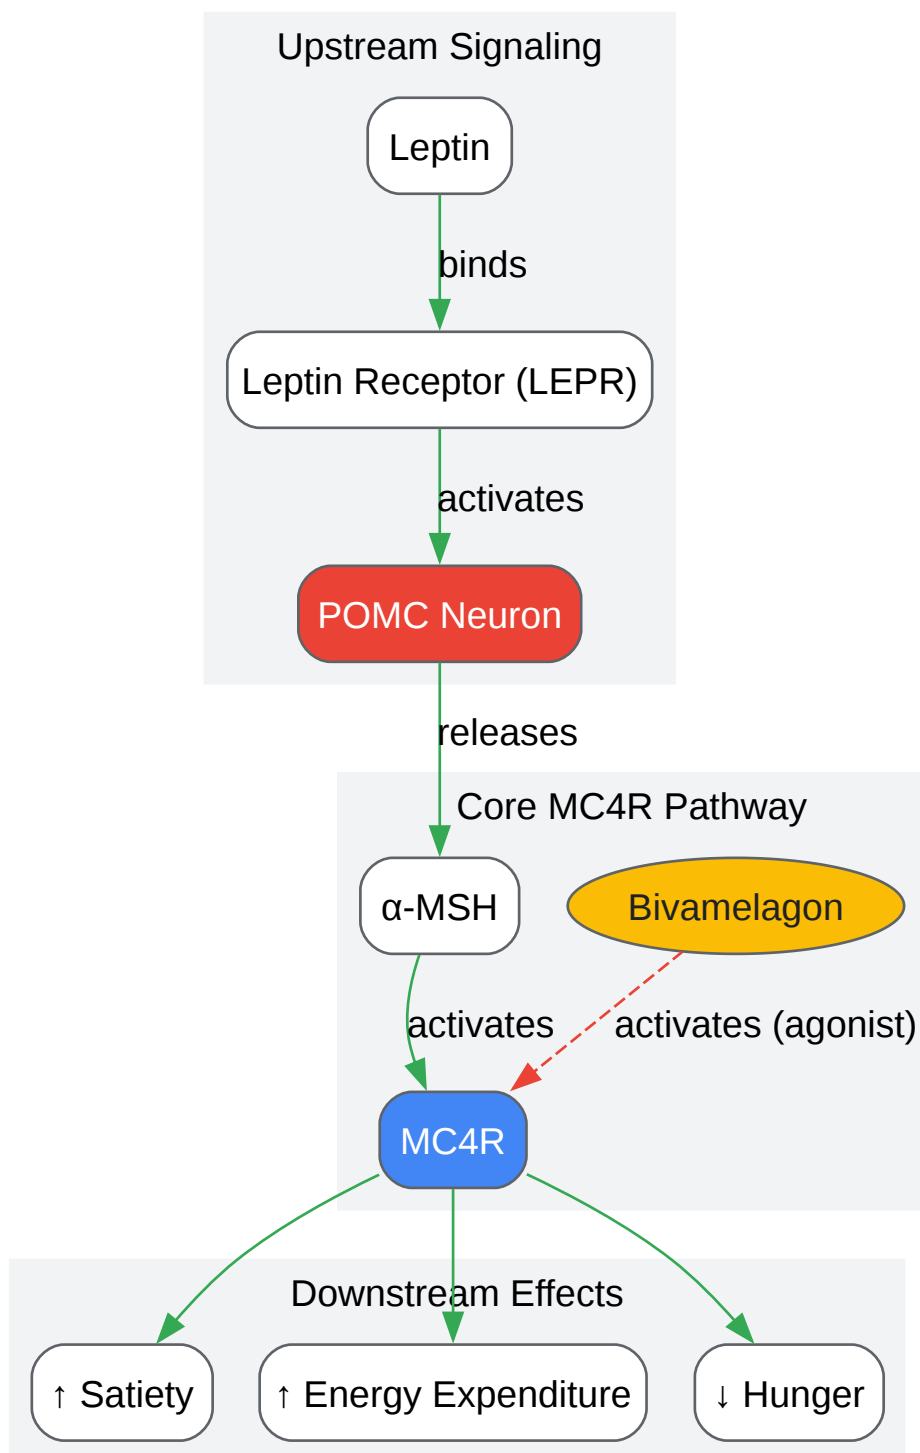 Upstream Signaling
Leptin
binds
Leptin Receptor (LEPR)
activates
POMC Neuron
releases
Core MC4R Pathway
α-MSH
Bivamelagon
activates
activates (agonist)
MC4R
Downstream Effects
↑ Satiety
↑ Energy Expenditure
↓ Hunger